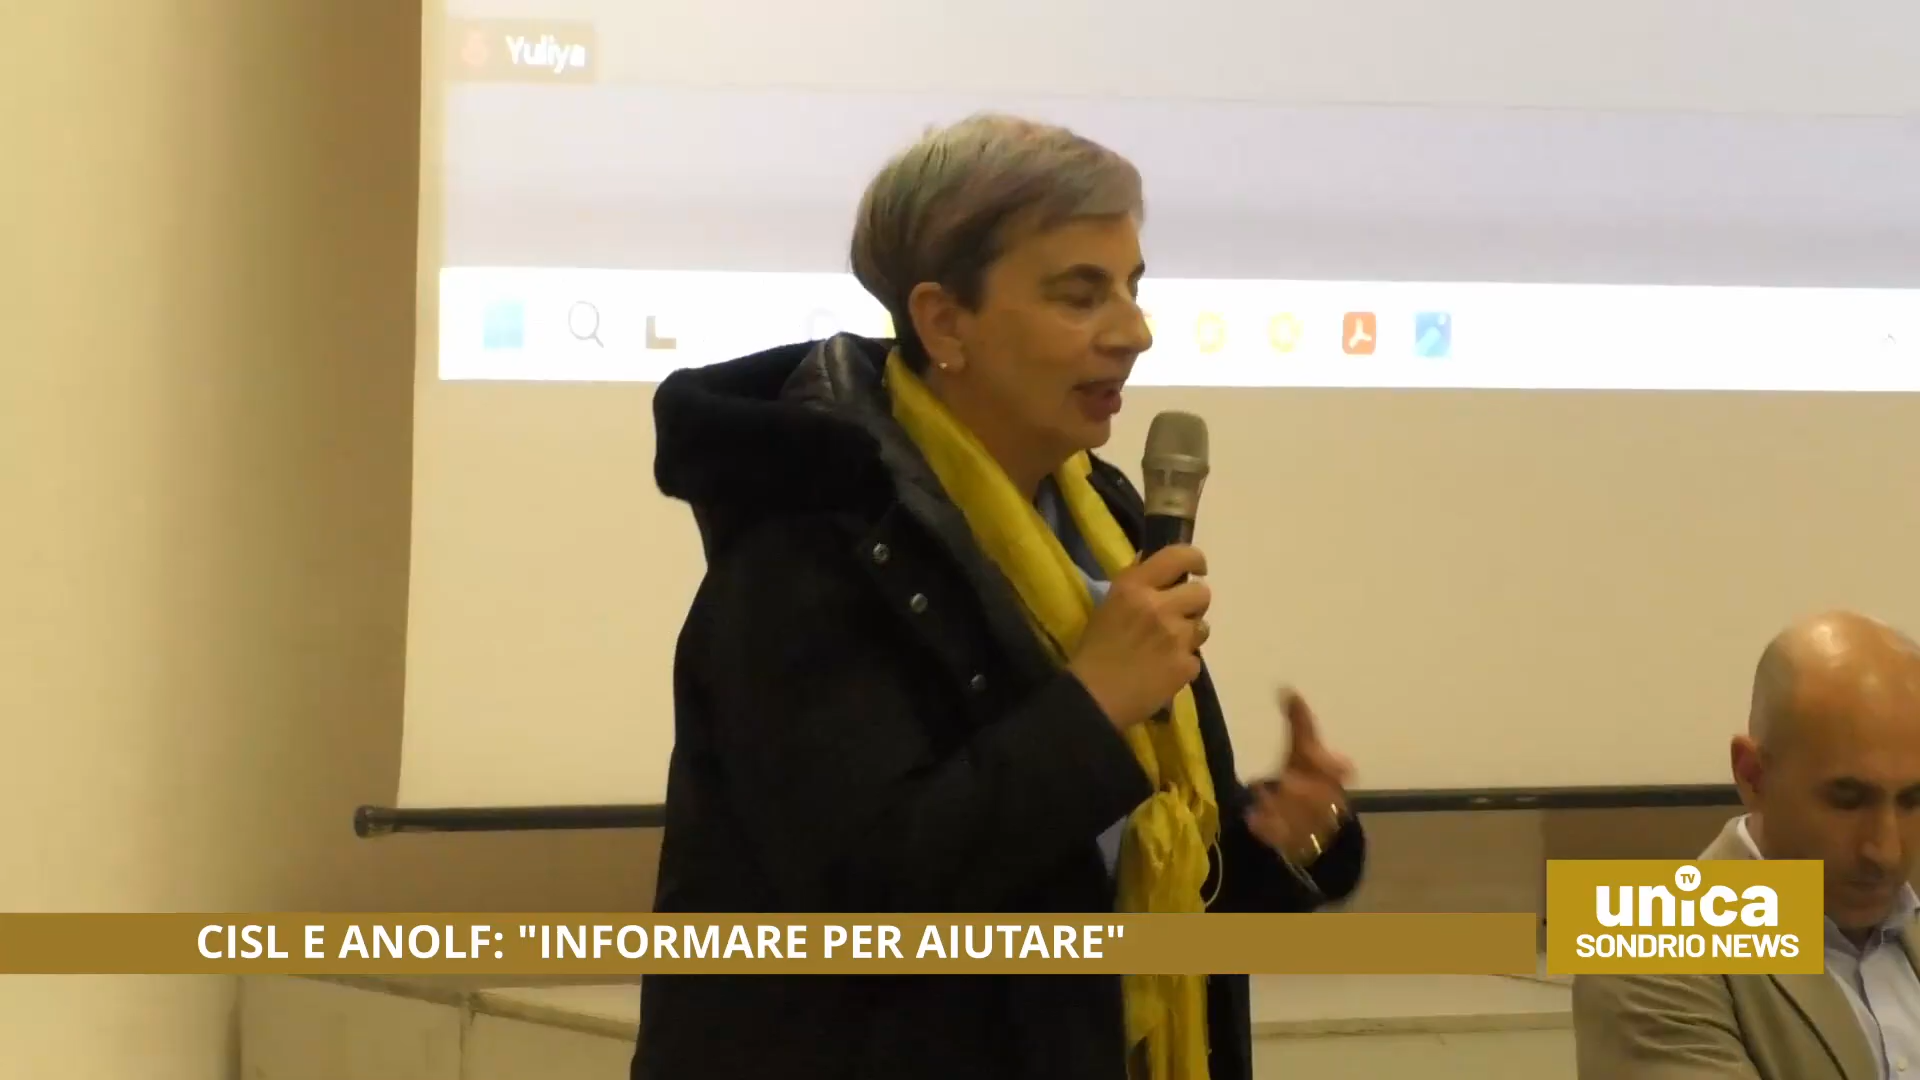 Yuliya
CISL E ANOLF: "INFORMARE PER AIUTARE"
unica TV
SONDRIO NEWS